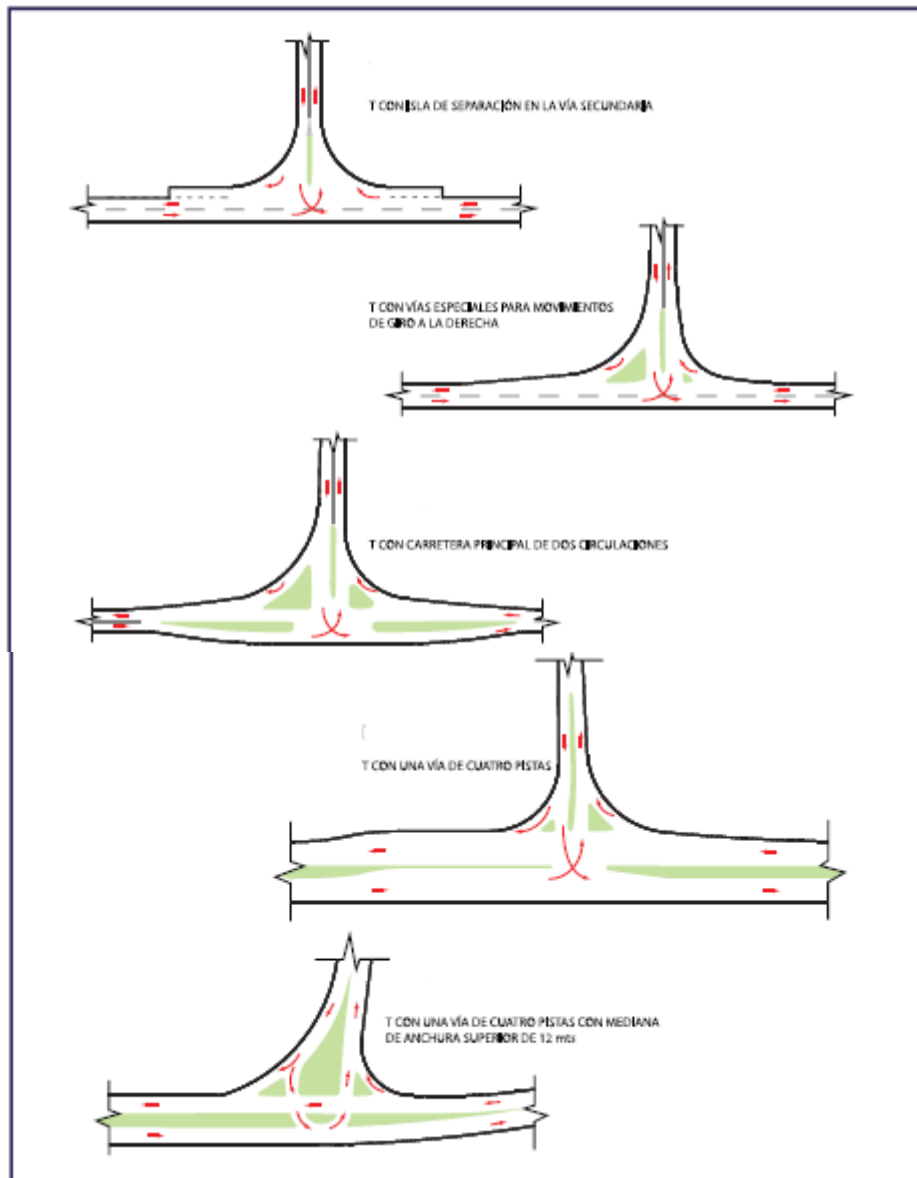 T CON ISLA DE SEPARACIÓN EN LA VÍA SECUNDARIA
T CON VÍAS ESPECIALES PARA MOVIMIENTOS
DE GIRO A LA DERECHA
T CON CARRETERA PRINCIPAL DE DOS CIRCULACIONES
T CON UNA VÍA DE CUATRO PISTAS
T CON UNA VÍA DE CUATRO PISTAS CON MEDIANA
DE ANCHURA SUPERIOR DE 12 mts